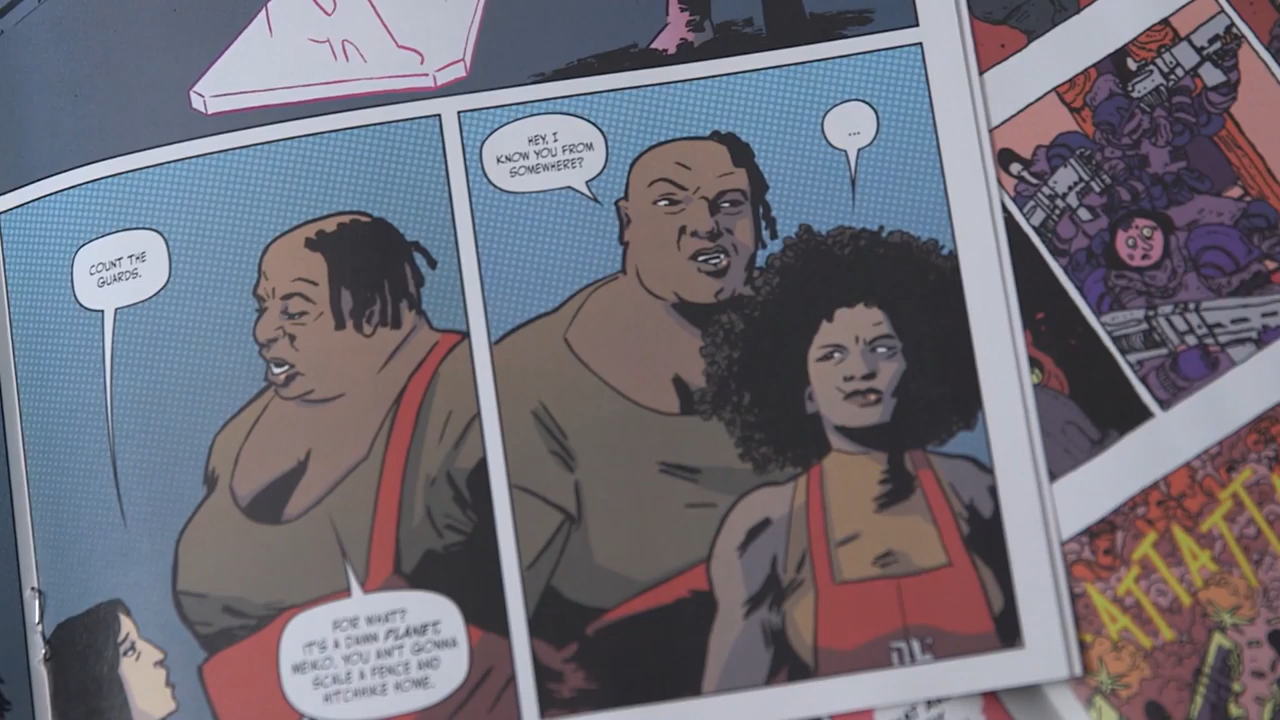 COUNT THE
GUARDS.
FOR WHAT?
IT'S A DAMN PLANET,
MEIKO. YOU AIN'T GONNA
SCALE A FENCE AND
HITCHHIKE HOME.
HEY, I
KNOW YOU FROM
SOMEWHERE?
...
ATTATT